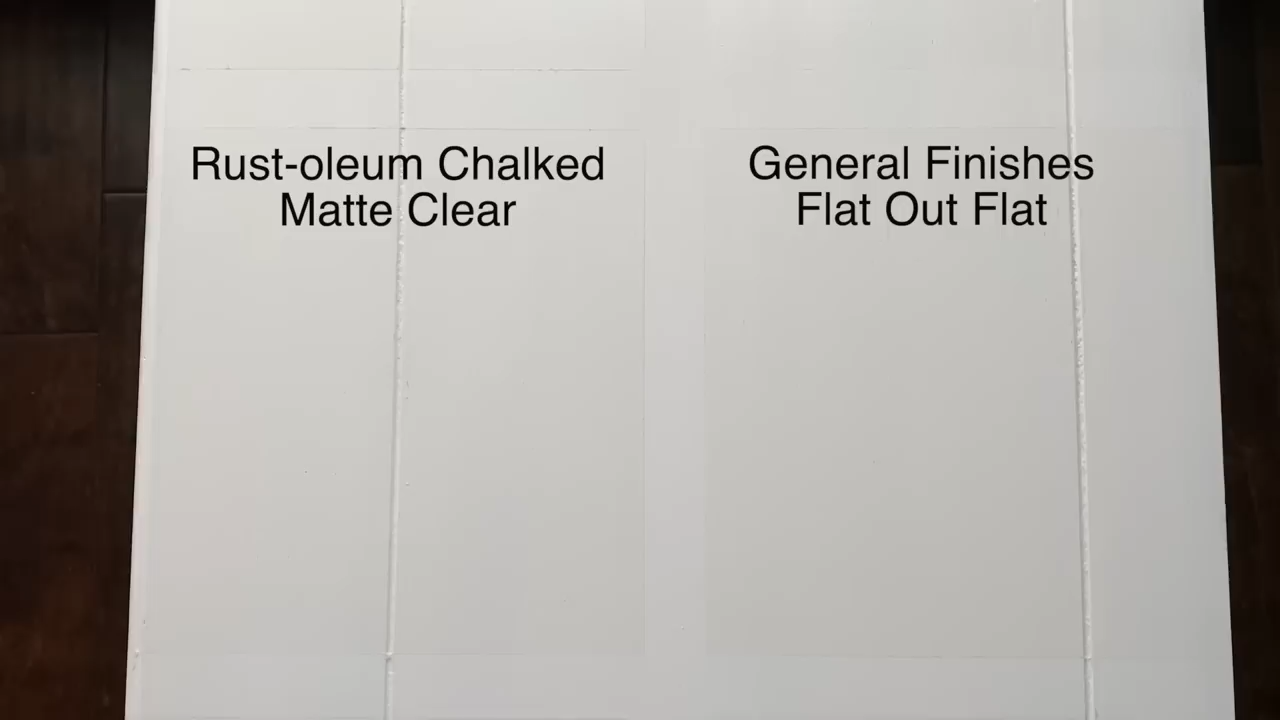 Rust-oleum Chalked
Matte Clear
General Finishes
Flat Out Flat